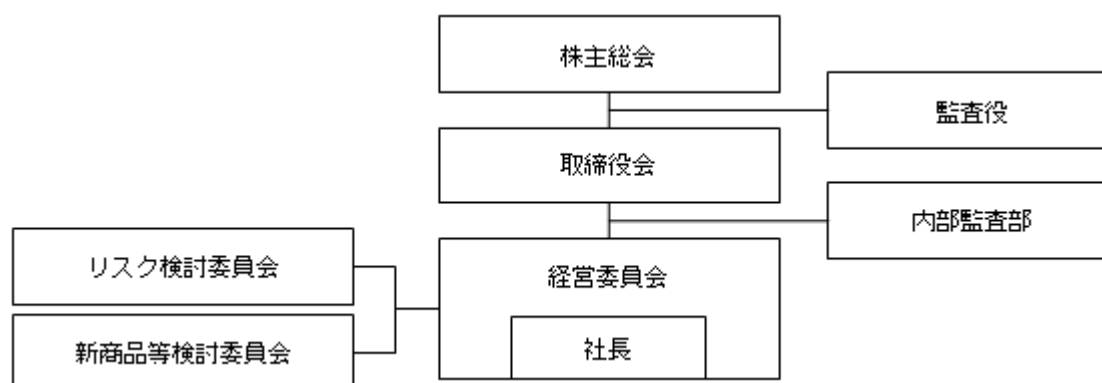 株主総会
監査役
取締役会
内部監査部
リスク検討委員会
経営委員会
新商品等検討委員会
社長